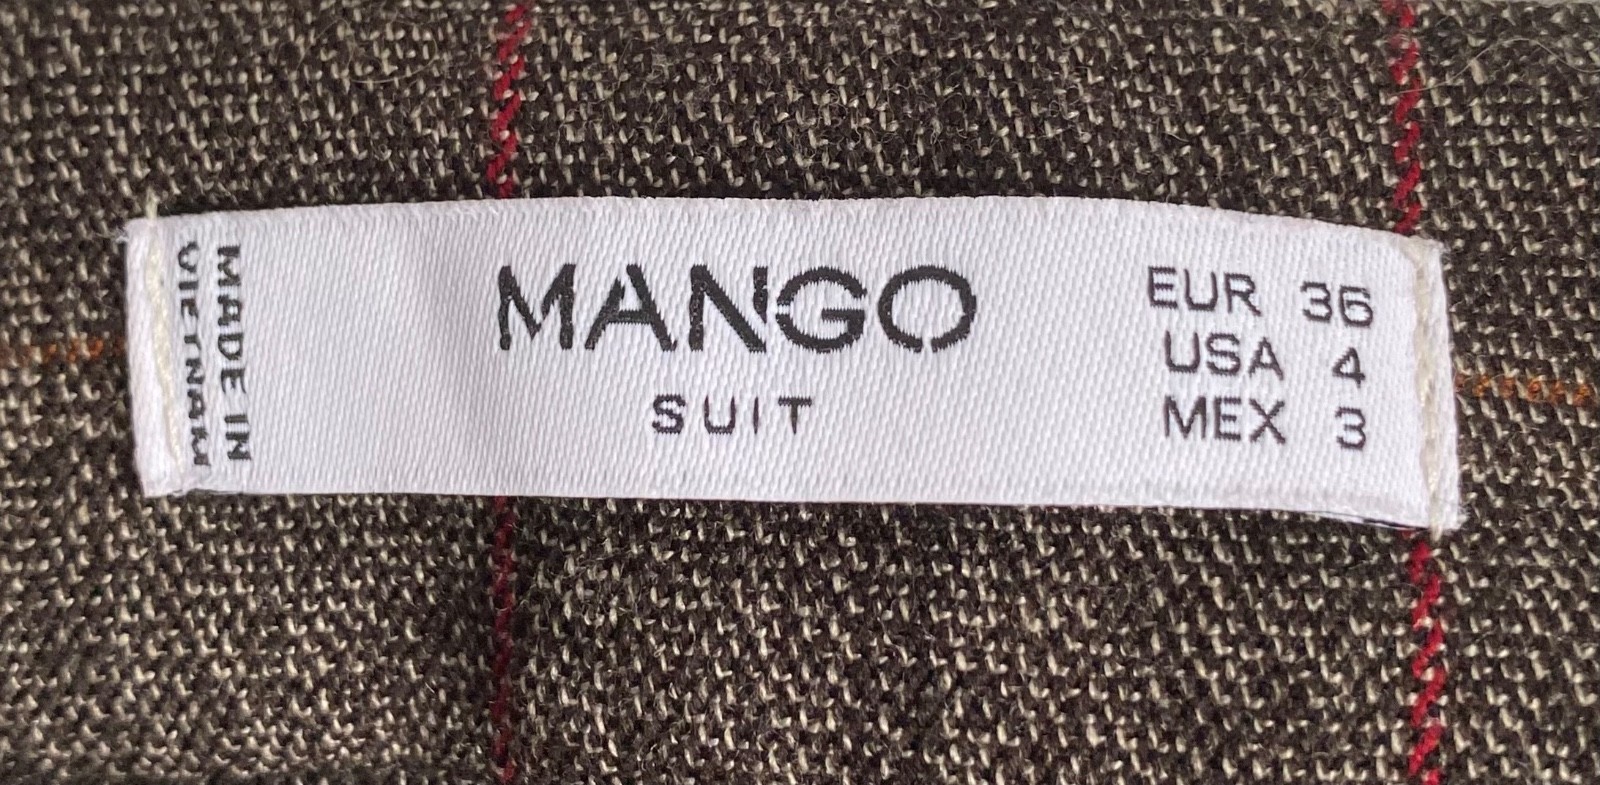 MADE IN
VIETNAM
MANGO
SUIT
EUR 36
USA 4
MEX 3